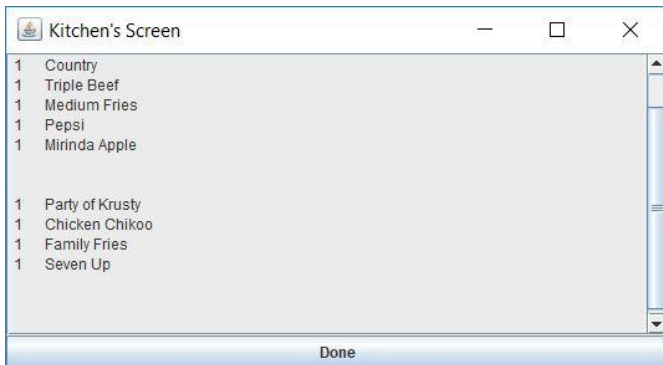 Kitchen's Screen
1 Country
1 Triple Beef
1 Medium Fries
1 Pepsi
1 Mirinda Apple
1 Party of Krusty
1 Chicken Chikoo
1 Family Fries
1 Seven Up
Done